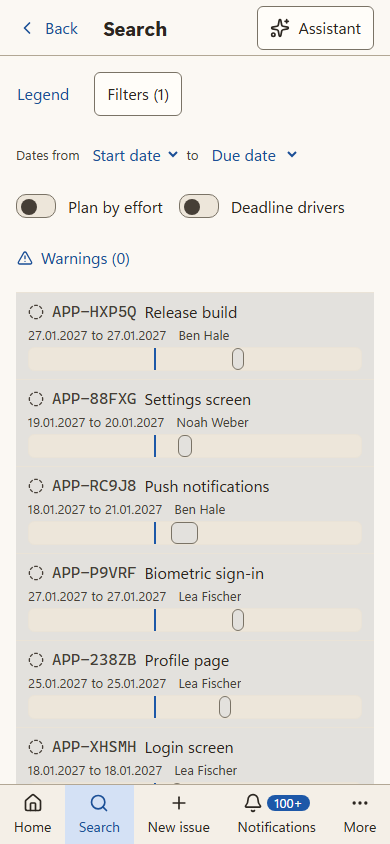 Back Search Assistant
Legend Filters (1)
Dates from Start date to Due date
Plan by effort Deadline drivers
Warnings (0)
APP-HXP5Q Release build
27.01.2027 to 27.01.2027 Ben Hale
APP-88FXG Settings screen
19.01.2027 to 20.01.2027 Noah Weber
APP-RC9J8 Push notifications
18.01.2027 to 21.01.2027 Ben Hale
APP-P9VRF Biometric sign-in
27.01.2027 to 27.01.2027 Lea Fischer
APP-238ZB Profile page
25.01.2027 to 25.01.2027 Lea Fischer
APP-XHSMH Login screen
18.01.2027 to 18.01.2027 Lea Fischer
100+
Home Search New issue Notifications More